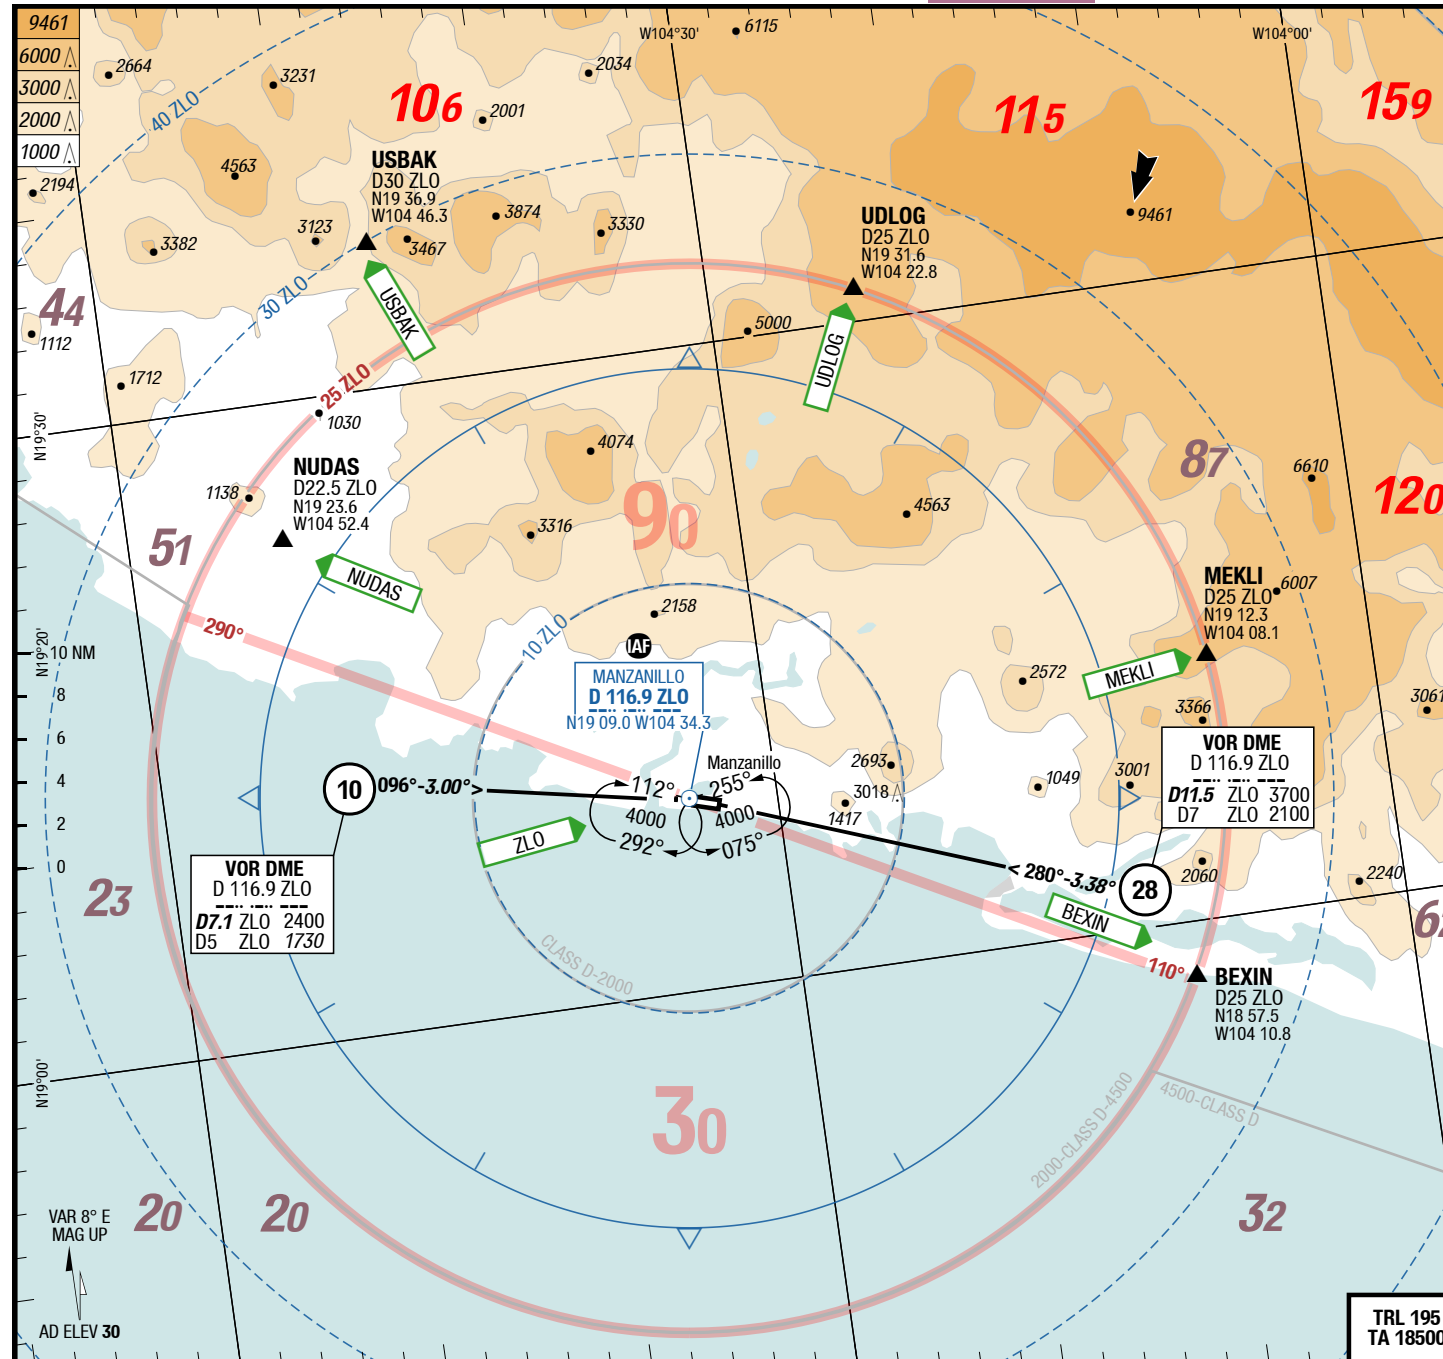 9461
6000
3000
2000
1000
W104°30'
W104°00'
6115
2664
3231
2034
40 ZLO
106
2001
115
159
4563
USBAK
D30 ZLO
N19 36.9
W104 46.3
2194
3874
3123
3467
3330
3382
UDLOG
D25 ZLO
N19 31.6
W104 22.8
9461
30 ZLO
USBAK
44
1112
5000
UDLOG
1712
25 ZLO
1030
N19°30'
4074
87
6610
NUDAS
D22.5 ZLO
N19 23.6
W104 52.4
1138
90
4563
120
3316
51
NUDAS
MEKLI
D25 ZLO
N19 12.3
W104 08.1
6007
290°
2158
10 ZLO
IAF
N19°20'
10 NM
8
6
4
2
0
MANZANILLO
D 116.9 ZLO
N19 09.0 W104 34.3
2572
MEKLI
3366
3061
VOR DME
D 116.9 ZLO
D11.5 ZLO 3700
D7 ZLO 2100
Manzanillo
2693
3018
1417
1049
3001
10
096°-3.00°>
112°
4000
292°
255°
4000
075°
ZLO
< 280°-3.38°
28
2060
2240
VOR DME
D 116.9 ZLO
D7.1 ZLO 2400
D5 ZLO 1730
23
BEXIN
62
CLASS D-2000
110°
BEXIN
D25 ZLO
N18 57.5
W104 10.8
N19°00'
30
2000-CLASS D-4500
4500-CLASS D
20
20
32
VAR 8° E
MAG UP
AD ELEV 30
TRL 195
TA 18500